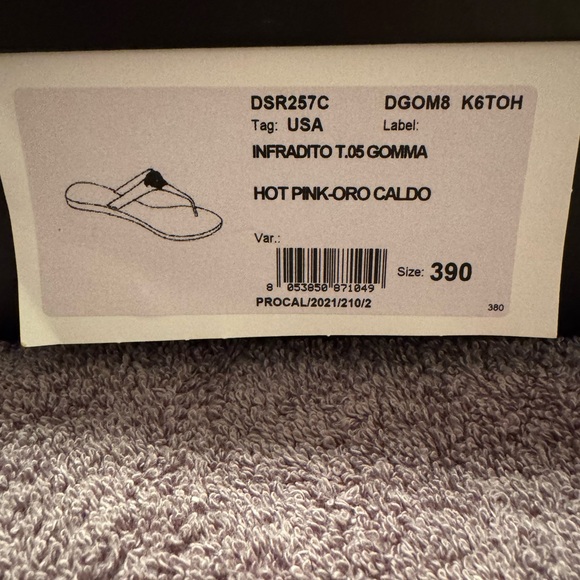 DSR257C DGOM8 K6TOH
Tag: USA Label:
INFRADITO T.05 GOMMA
HOT PINK-ORO CALDO
Var.:
8 053850 871049
Size: 390
PROCAL/2021/210/2
380